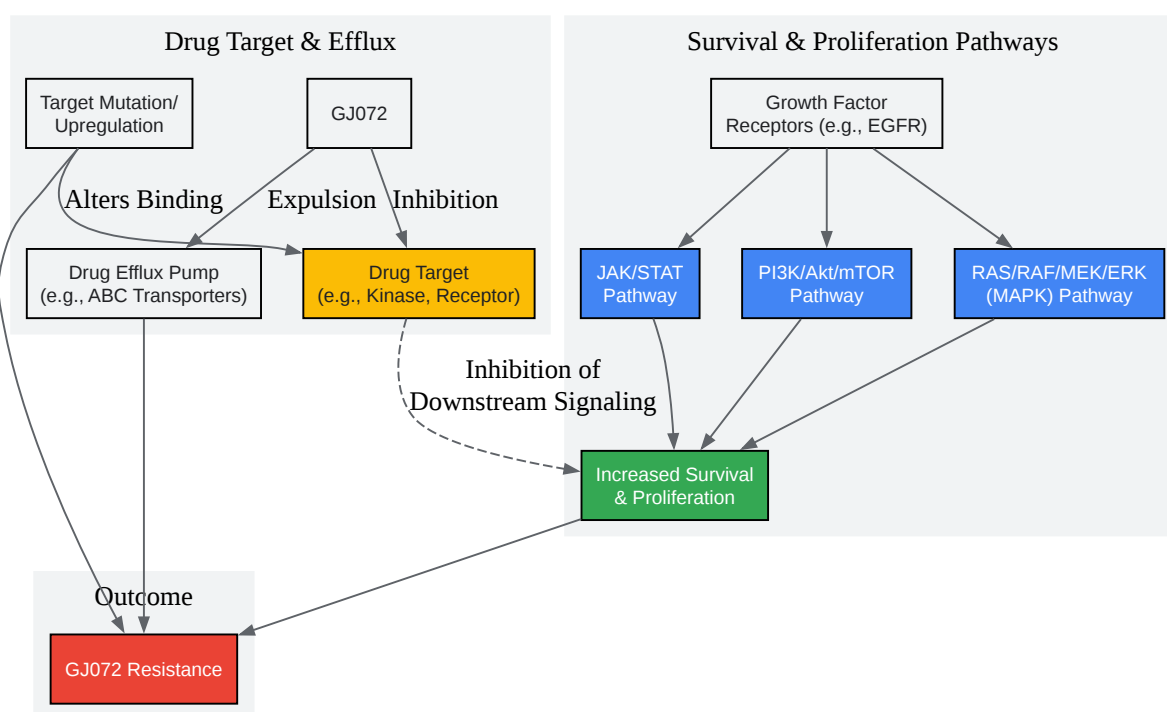 Drug Target & Efflux
Survival & Proliferation Pathways
Target Mutation/
Upregulation
GJ072
Growth Factor
Receptors (e.g., EGFR)
Alters Binding
Expulsion
Inhibition
Drug Efflux Pump
(e.g., ABC Transporters)
Drug Target
(e.g., Kinase, Receptor)
JAK/STAT
Pathway
PI3K/Akt/mTOR
Pathway
RAS/RAF/MEK/ERK
(MAPK) Pathway
Inhibition of
Downstream Signaling
Increased Survival
& Proliferation
Outcome
GJ072 Resistance